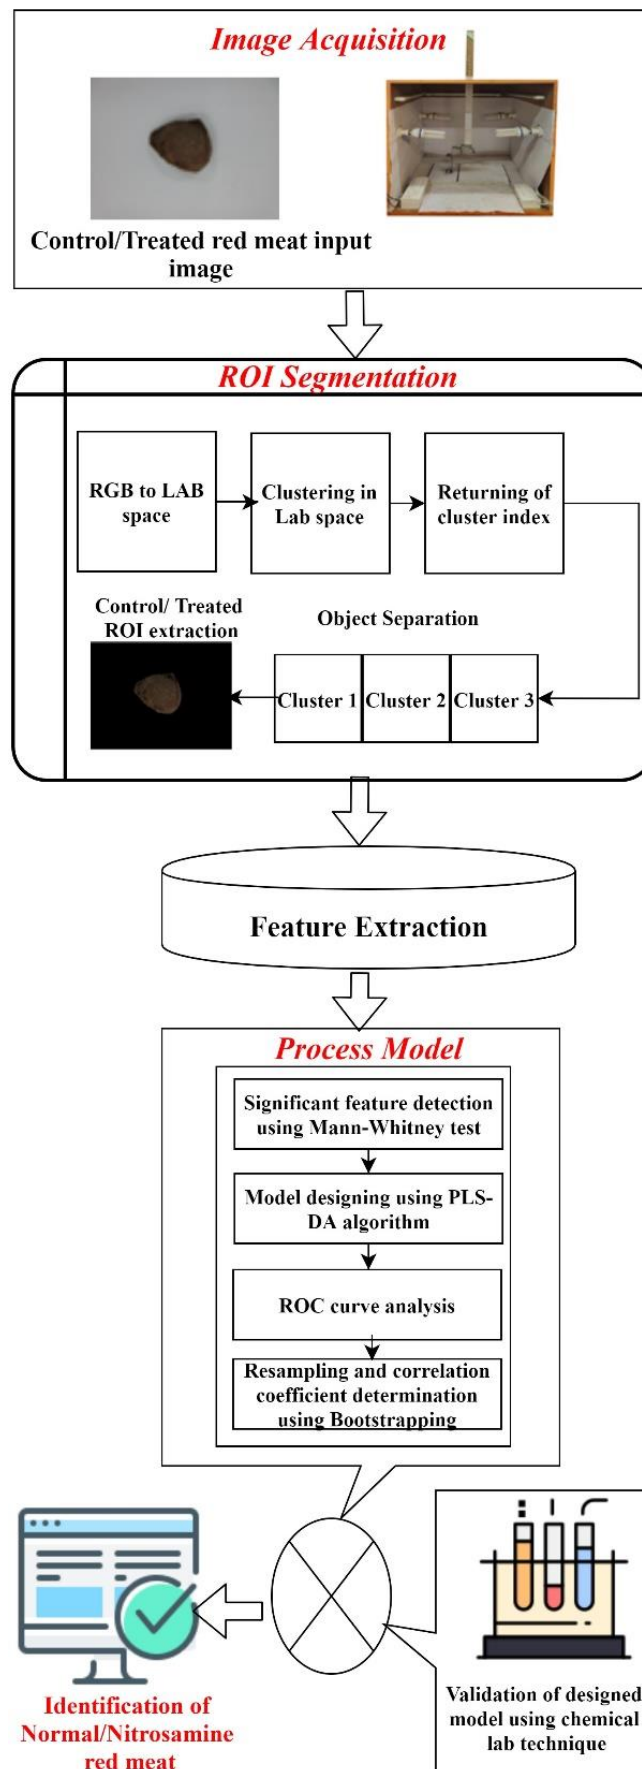 Image Acquisition
Control/Treated red meat input
image
ROI Segmentation
RGB to LAB
space
Clustering in
Lab space
Returning of
cluster index
Control/ Treated
ROI extraction
Object Separation
Cluster 1
Cluster 2
Cluster 3
Feature Extraction
Process Model
Significant feature detection
using Mann-Whitney test
Model designing using PLS-
DA algorithm
ROC curve analysis
Resampling and correlation
coefficient determination
using Bootstrapping
Identification of
Normal/Nitrosamine
red meat
Validation of designed
model using chemical
lab technique